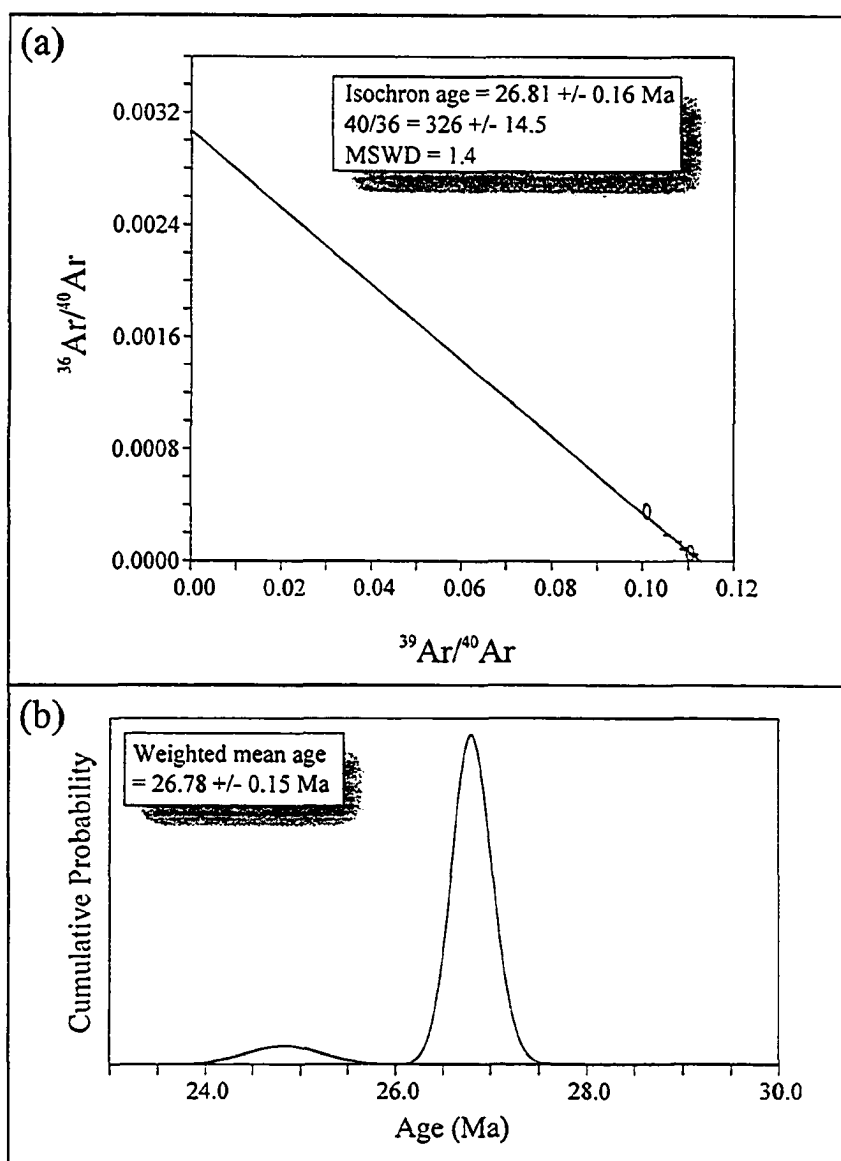 (a)
Isochron age = 26.81 +/- 0.16 Ma
40/36 = 326 +/- 14.5
MSWD = 1.4
0.0032
0.0024
0.0016
0.0008
0.0000
³⁶Ar/⁴⁰Ar
0.00 0.02 0.04 0.06 0.08 0.10 0.12
³⁹Ar/⁴⁰Ar
(b)
Weighted mean age
= 26.78 +/- 0.15 Ma
Cumulative Probability
24.0 26.0 28.0 30.0
Age (Ma)